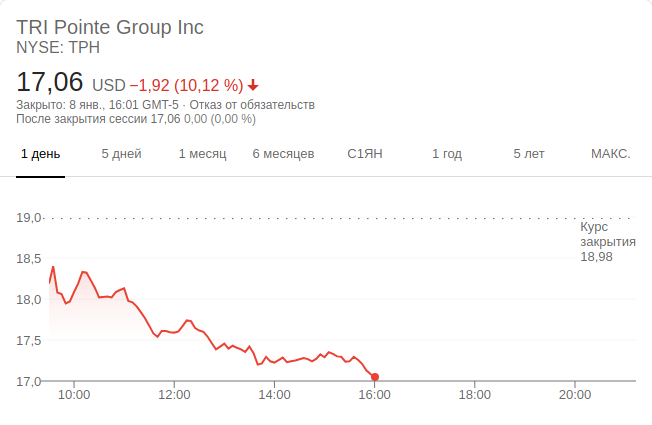 TRI Pointe Group Inc
NYSE: TPH
17,06 USD −1,92 (10,12 %)
Закрыто: 8 янв., 16:01 GMT-5 · Отказ от обязательств
После закрытия сессии 17,06 0,00 (0,00 %)
1 день 5 дней 1 месяц 6 месяцев С1ЯН 1 год 5 лет МАКС.
19,0
Курс
закрытия
18,98
18,5
18,0
17,5
17,0
10:00 12:00 14:00 16:00 18:00 20:00